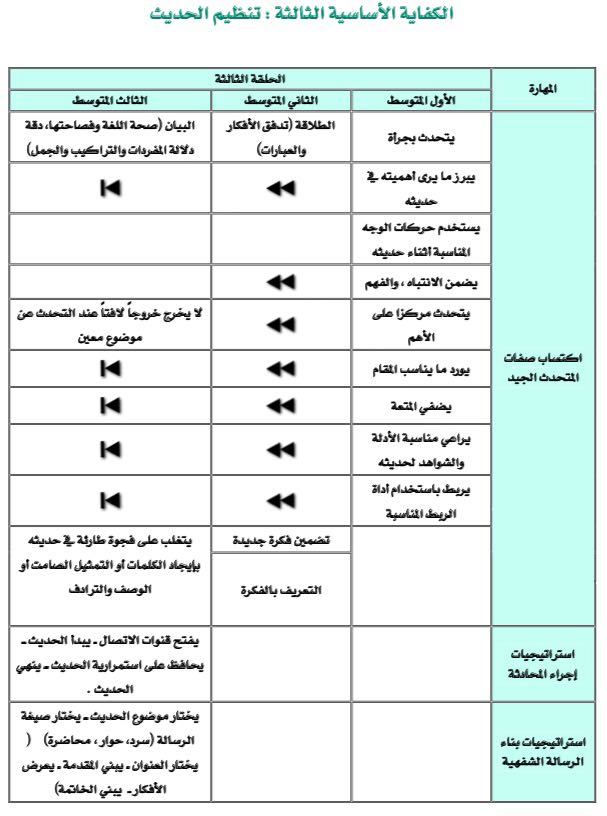 الكفاية الأساسية الثالثة : تنظيم الحديث
المهارة
الحلقة الثالثة
الأول المتوسط
الثاني المتوسط
الثالث المتوسط
اكتساب صفات
المتحدث الجيد
يتحدث بجرأة
الطلاقة (تدفق الأفكار
والعبارات)
البيان (صحة اللغة وفصاحتها، دقة
دلالة المفردات والتراكيب والجمل)
يبرز ما يرى أهميته في
حديثه
يستخدم حركات الوجه
المناسبة أثناء حديثه
يضمن الانتباه ، والفهم
يتحدث مركزا على
الأهم
لا يخرج خروجاً لافتاً عند التحدث عن
موضوع معين
يورد ما يناسب المقام
يضفي المتعة
يراعي مناسبة الأدلة
والشواهد لحديثه
يربط باستخدام أداة
الربط المناسبة
تضمين فكرة جديدة
التعريف بالفكرة
يتغلب على فجوة طارئة في حديثه
بإيجاد الكلمات أو التمثيل الصامت أو
الوصف والترادف
استراتيجيات
إجراء المحادثة
يفتح قنوات الاتصال ـ يبدأ الحديث ـ
يحافظ على استمرارية الحديث ـ ينهي
الحديث .
استراتيجيات بناء
الرسالة الشفهية
يختار موضوع الحديث ـ يختار صيغة
الرسالة (سرد، حوار ، محاضرة) (
يختار العنوان ـ يبني المقدمة ـ يعرض
الأفكار ـ يبني الخاتمة)